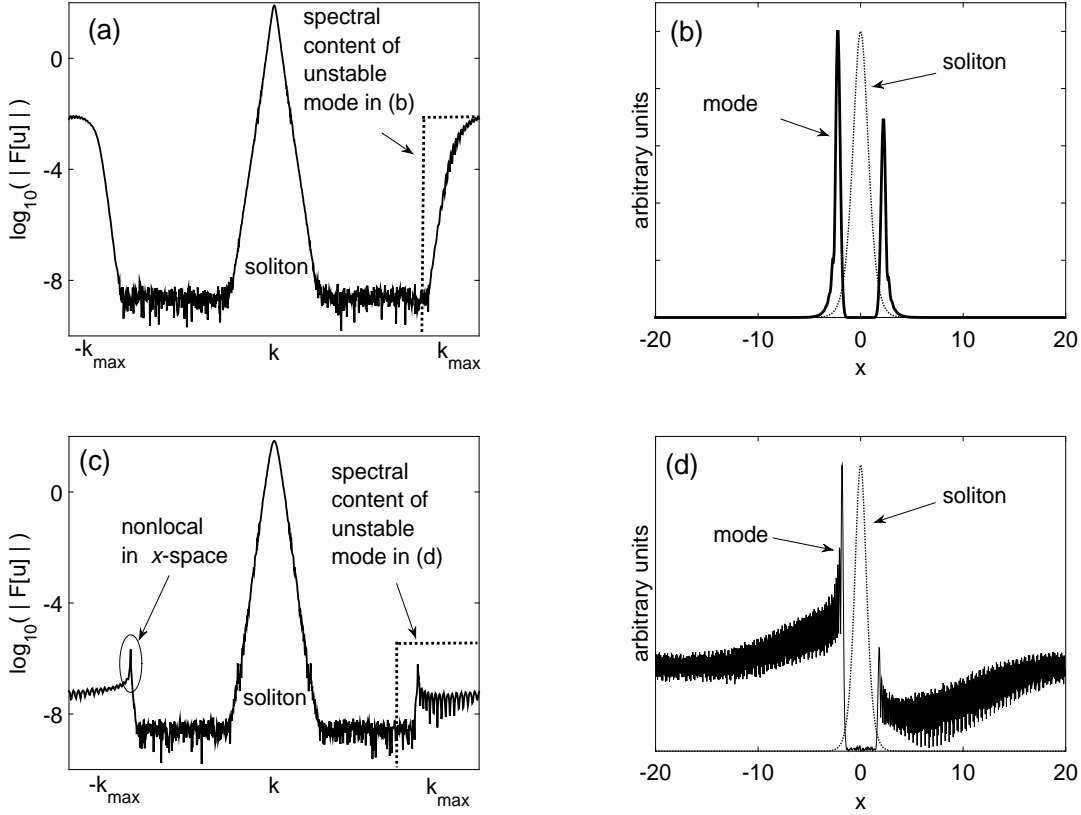 (a)
spectral
content of
unstable
mode in (b)
0
-4
-8
log10( | F[u] | )
soliton
-kmax
k
kmax
(b)
soliton
mode
arbitrary units
-20
-10
0
10
20
x
(c)
nonlocal
in x-space
spectral
content of
unstable
mode in (d)
0
-4
-8
log10( | F[u] | )
soliton
-kmax
k
kmax
(d)
soliton
mode
arbitrary units
-20
-10
0
10
20
x